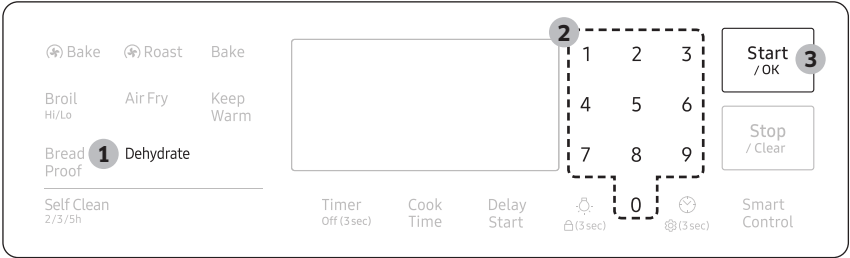 Bake Roast Bake
Broil Air Fry Keep
Hi/Lo Warm
Bread 1 Dehydrate
Proof
Self Clean
2/3/5h
Timer Cook Delay
Off (3 sec) Time Start
2
1 2 3
4 5 6
7 8 9
0
(3 sec) (3 sec)
Start 3
/ OK
Stop
/ Clear
Smart
Control